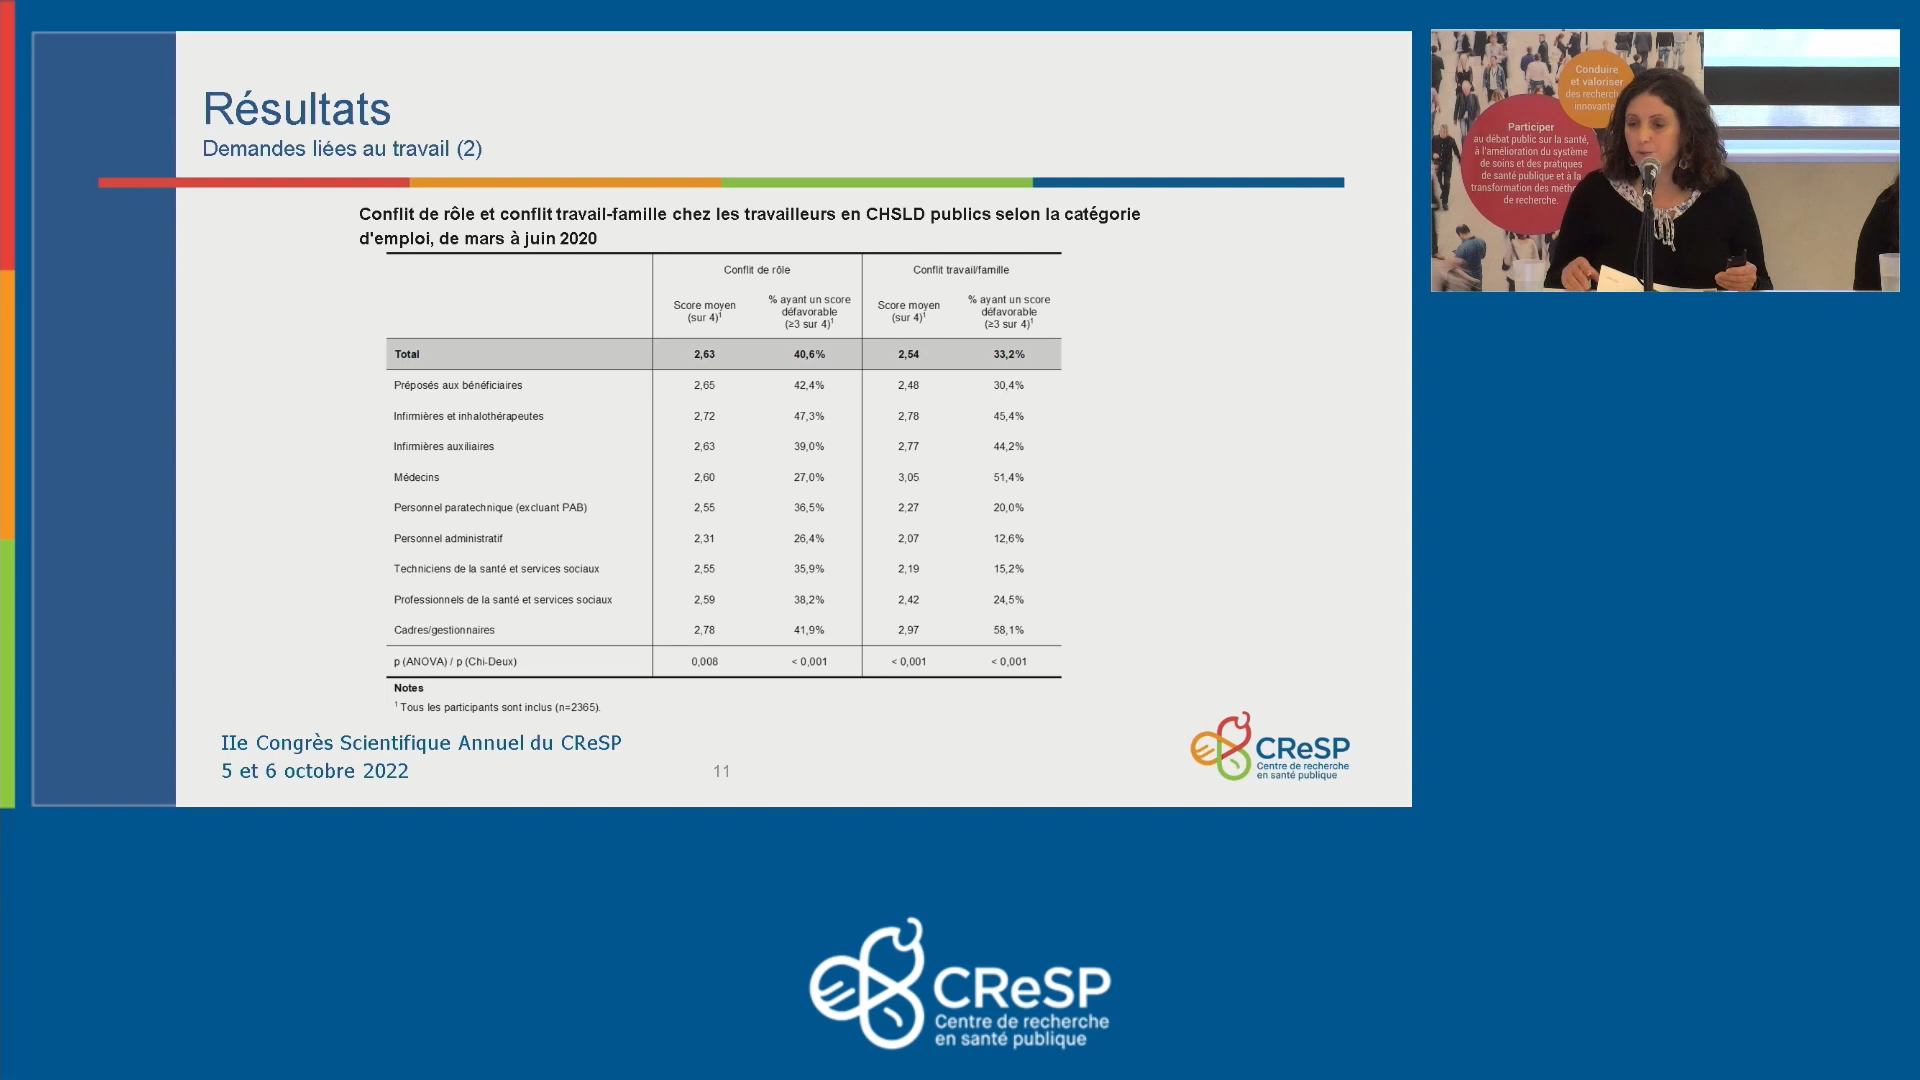 Résultats
Demandes liées au travail (2)
Conflit de rôle et conflit travail-famille chez les travailleurs en CHSLD publics selon la catégorie
d'emploi, de mars à juin 2020
Conflit de rôle Conflit travail/famille
Score moyen (sur 4)¹ % ayant un score défavorable (≥3 sur 4)¹ Score moyen (sur 4)¹ % ayant un score défavorable (≥3 sur 4)¹
Total 2,63 40,6% 2,54 33,2%
Préposés aux bénéficiaires 2,65 42,4% 2,48 30,4%
Infirmières et inhalothérapeutes 2,72 47,3% 2,78 45,4%
Infirmières auxiliaires 2,63 39,0% 2,77 44,2%
Médecins 2,60 27,0% 3,05 51,4%
Personnel paratechnique (excluant PAB) 2,55 36,5% 2,27 20,0%
Personnel administratif 2,31 26,4% 2,07 12,6%
Techniciens de la santé et services sociaux 2,55 35,9% 2,19 15,2%
Professionnels de la santé et services sociaux 2,59 38,2% 2,42 24,5%
Cadres/gestionnaires 2,78 41,9% 2,97 58,1%
p (ANOVA) / p (Chi-Deux) 0,008 < 0,001 < 0,001 < 0,001
Notes
¹ Tous les participants sont inclus (n=2365).
IIe Congrès Scientifique Annuel du CReSP
5 et 6 octobre 2022
11
CReSP
Centre de recherche
en santé publique
Conduire
et valoriser
des recherch
innovante
Participer
au débat public sur la santé,
à l'amélioration du système
de soins et des pratiques
de santé publique et à la
transformation des méth
de recherche.
CReSP
Centre de recherche
en santé publique